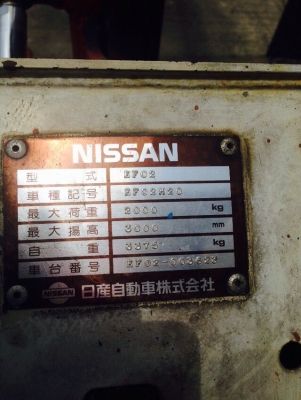 NISSAN
型式 EF02
車種記号 EF02M20
最大荷重 2000 kg
最大揚高 3000 mm
自重 3375 kg
車台番号
NISSAN 日産自動車株式会社